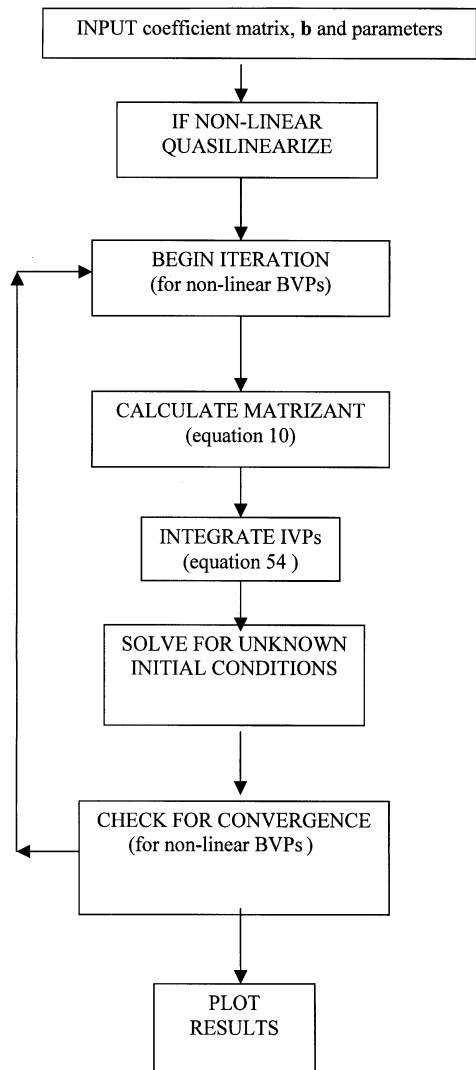 INPUT coefficient matrix, b and parameters
IF NON-LINEAR
QUASILINEARIZE
BEGIN ITERATION
(for non-linear BVPs)
CALCULATE MATRIZANT
(equation 10)
INTEGRATE IVPs
(equation 54 )
SOLVE FOR UNKNOWN
INITIAL CONDITIONS
CHECK FOR CONVERGENCE
(for non-linear BVPs )
PLOT
RESULTS